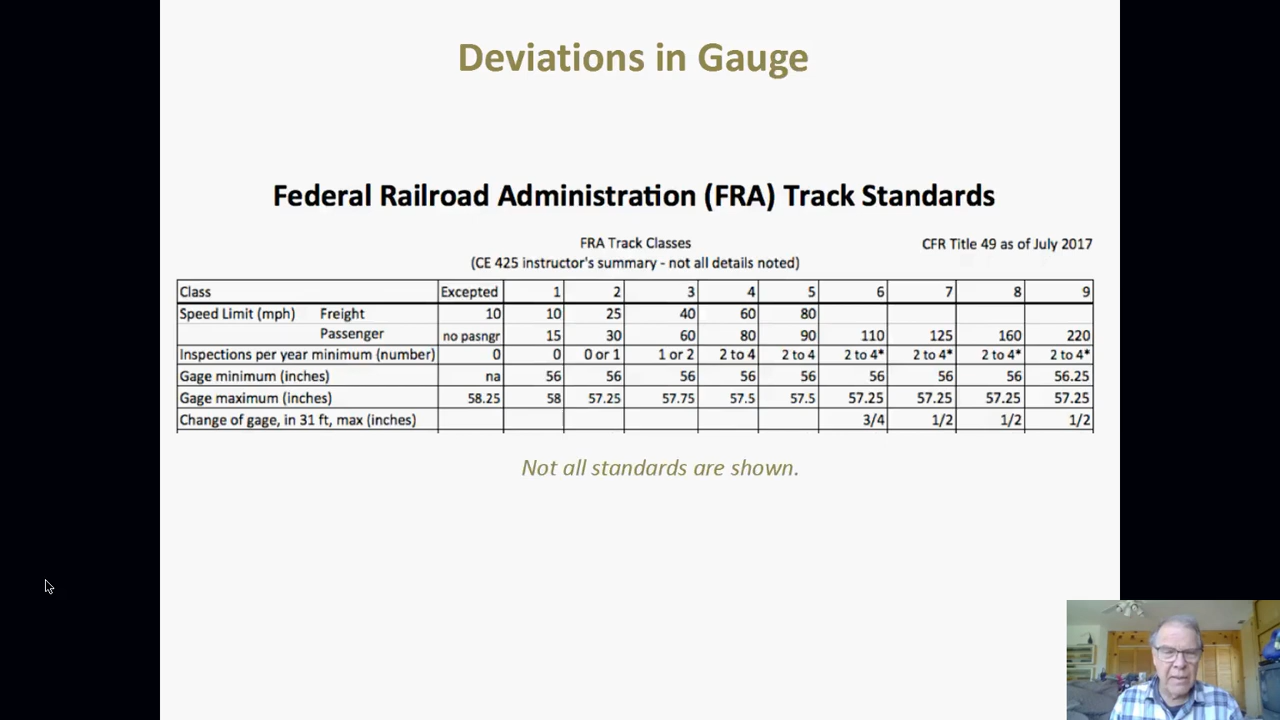 Deviations in Gauge
Federal Railroad Administration (FRA) Track Standards
FRA Track Classes CFR Title 49 as of July 2017
(CE 425 instructor's summary - not all details noted)
Class Excepted 1 2 3 4 5 6 7 8 9
Speed Limit (mph) Freight 10 10 25 40 60 80
Passenger no pasngr 15 30 60 80 90 110 125 160 220
Inspections per year minimum (number) 0 0 0 or 1 1 or 2 2 to 4 2 to 4 2 to 4* 2 to 4* 2 to 4* 2 to 4*
Gage minimum (inches) na 56 56 56 56 56 56 56 56 56.25
Gage maximum (inches) 58.25 58 57.25 57.75 57.5 57.5 57.25 57.25 57.25 57.25
Change of gage, in 31 ft, max (inches) 3/4 1/2 1/2 1/2
Not all standards are shown.